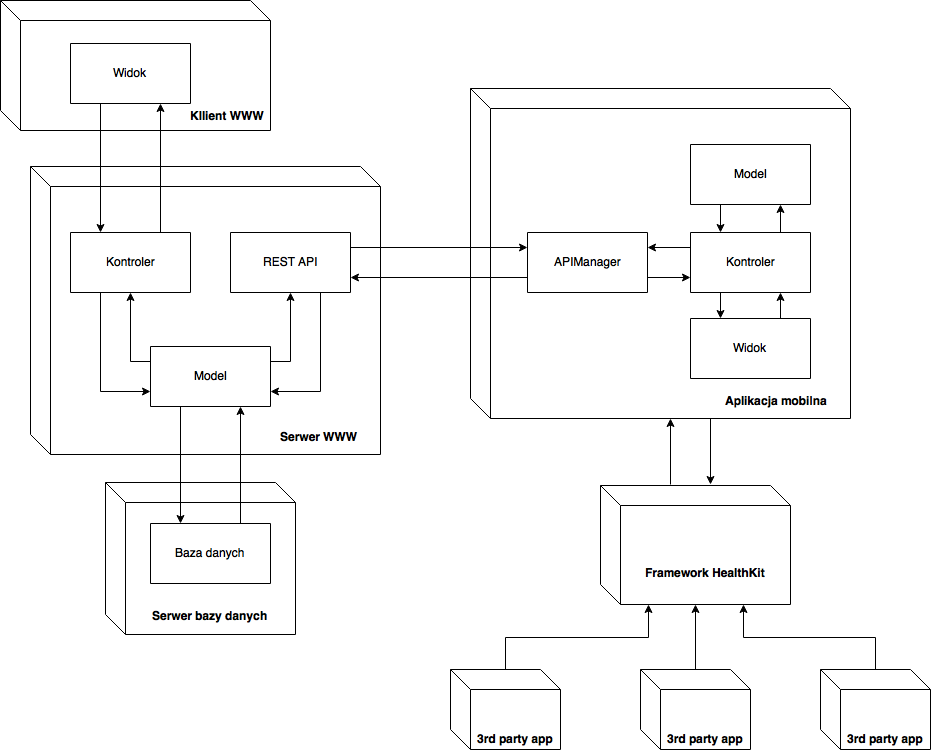 Widok
Kllient WWW
Kontroler
REST API
Model
Serwer WWW
Baza danych
Serwer bazy danych
Model
APIManager
Kontroler
Widok
Aplikacja mobilna
Framework HealthKit
3rd party app
3rd party app
3rd party app